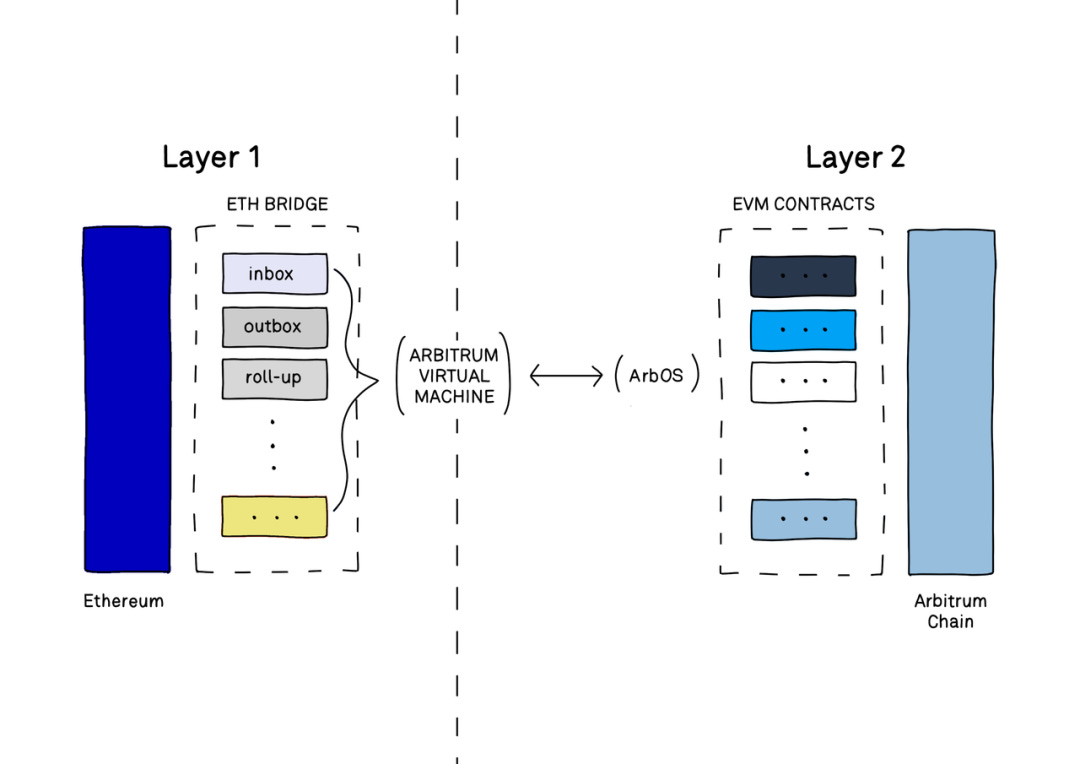 Layer 1
Layer 2
ETH BRIDGE
EVM CONTRACTS
inbox
outbox
roll-up
. . .
ARBITRUM
VIRTUAL
MACHINE
ArbOS
. . .
. . .
. . .
. . .
Ethereum
Arbitrum
Chain